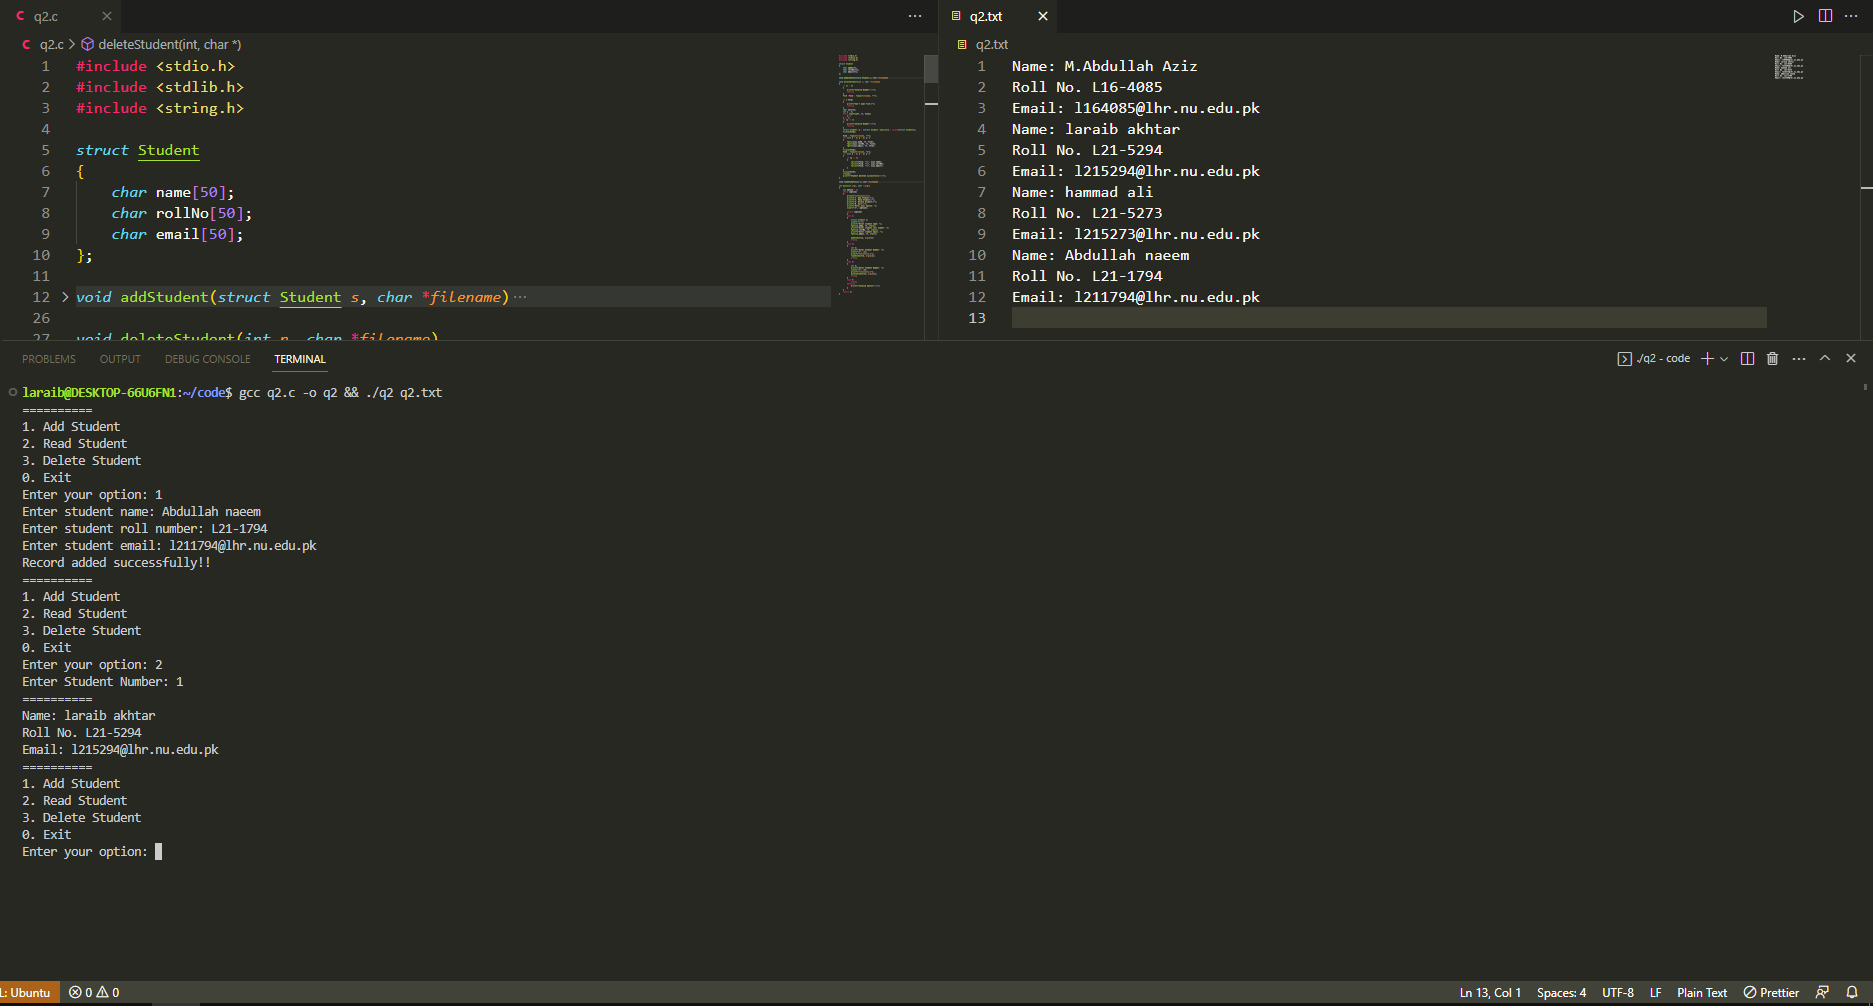 q2.c
q2.c > deleteStudent(int, char *)
1 #include <stdio.h>
2 #include <stdlib.h>
3 #include <string.h>
4
5 struct Student
6 {
7 char name[50];
8 char rollNo[50];
9 char email[50];
10 };
11
12 void addStudent(struct Student s, char *filename)···
26
27 void deleteStudent(int n, char *filename)
q2.txt
q2.txt
1 Name: M.Abdullah Aziz
2 Roll No. L16-4085
3 Email: l164085@lhr.nu.edu.pk
4 Name: laraib akhtar
5 Roll No. L21-5294
6 Email: l215294@lhr.nu.edu.pk
7 Name: hammad ali
8 Roll No. L21-5273
9 Email: l215273@lhr.nu.edu.pk
10 Name: Abdullah naeem
11 Roll No. L21-1794
12 Email: l211794@lhr.nu.edu.pk
13
PROBLEMS OUTPUT DEBUG CONSOLE TERMINAL ./q2 - code
laraib@DESKTOP-66U6FN1:~/code$ gcc q2.c -o q2 && ./q2 q2.txt
==========
1. Add Student
2. Read Student
3. Delete Student
0. Exit
Enter your option: 1
Enter student name: Abdullah naeem
Enter student roll number: L21-1794
Enter student email: l211794@lhr.nu.edu.pk
Record added successfully!!
==========
1. Add Student
2. Read Student
3. Delete Student
0. Exit
Enter your option: 2
Enter Student Number: 1
==========
Name: laraib akhtar
Roll No. L21-5294
Email: l215294@lhr.nu.edu.pk
==========
1. Add Student
2. Read Student
3. Delete Student
0. Exit
Enter your option:
L: Ubuntu 0 0 Ln 13, Col 1 Spaces: 4 UTF-8 LF Plain Text Prettier